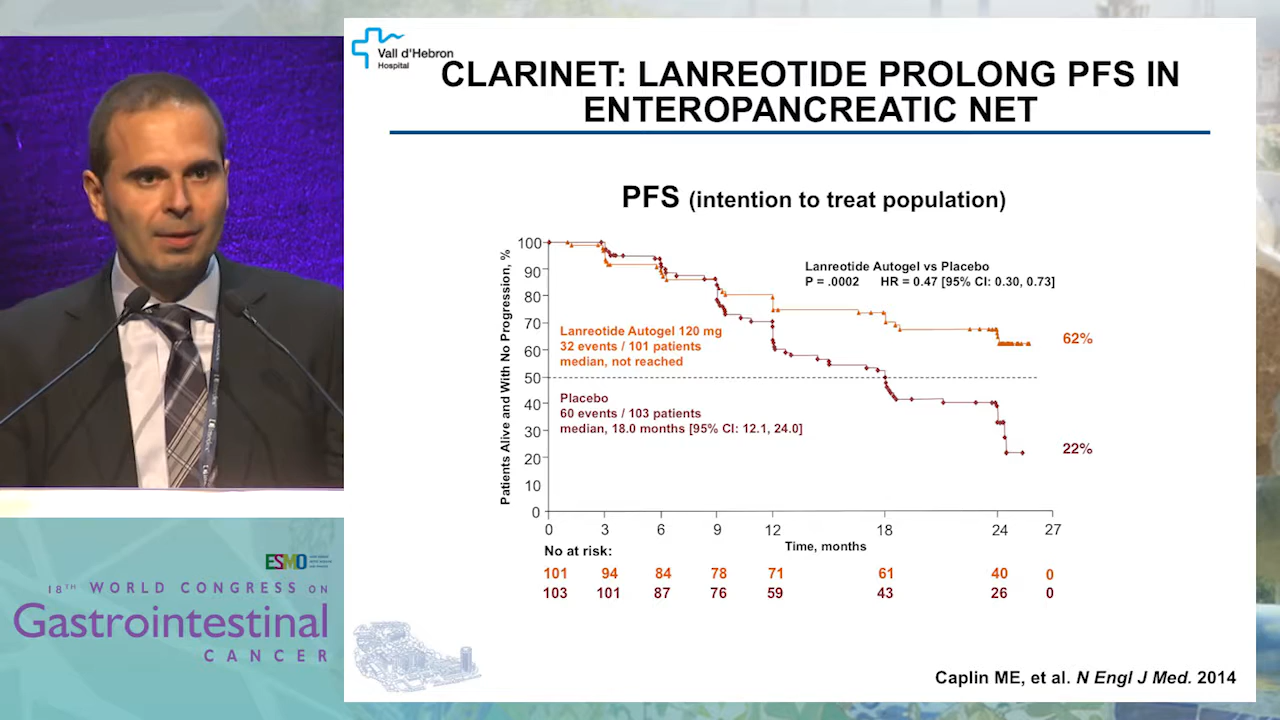 Vall d'Hebron
Hospital
CLARINET: LANREOTIDE PROLONG PFS IN
ENTEROPANCREATIC NET
PFS (intention to treat population)
Patients Alive and With No Progression, %
100
90
80
70
60
50
40
30
20
10
0
Lanreotide Autogel vs Placebo
P = .0002 HR = 0.47 [95% CI: 0.30, 0.73]
Lanreotide Autogel 120 mg
32 events / 101 patients
median, not reached
62%
Placebo
60 events / 103 patients
median, 18.0 months [95% CI: 12.1, 24.0]
22%
0 3 6 9 12 18 24 27
Time, months
No at risk:
101 94 84 78 71 61 40 0
103 101 87 76 59 43 26 0
Caplin ME, et al. N Engl J Med. 2014
ESMO
18TH WORLD CONGRESS ON
Gastrointestinal
CANCER